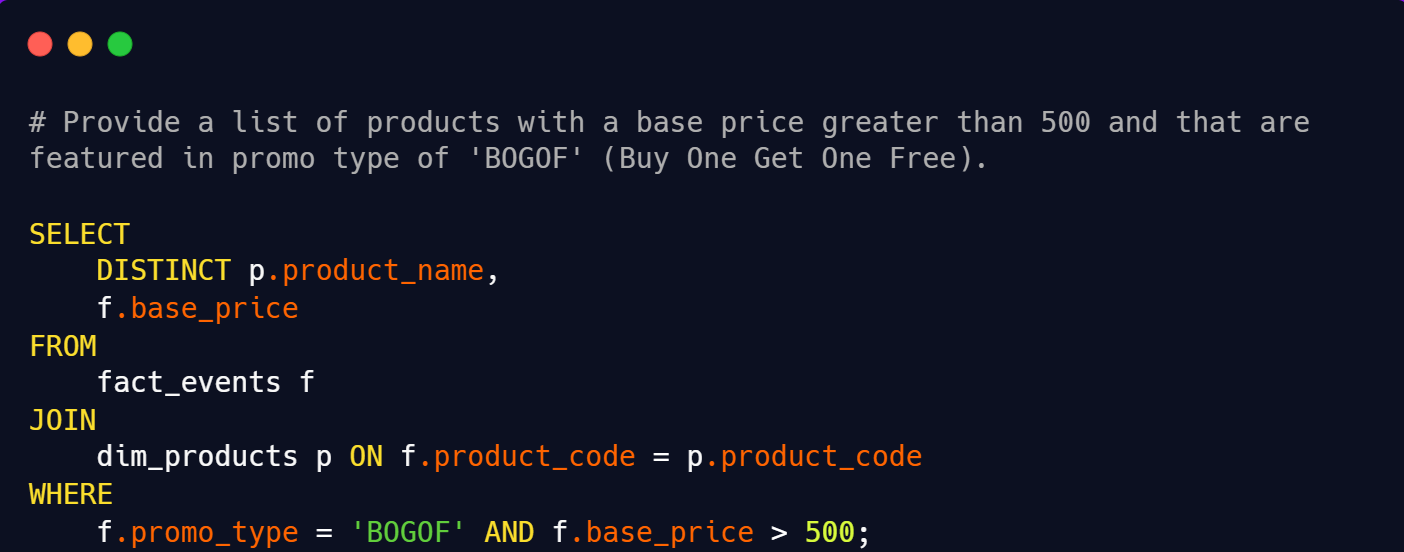 # Provide a list of products with a base price greater than 500 and that are
featured in promo type of 'BOGOF' (Buy One Get One Free).

SELECT
    DISTINCT p.product_name,
    f.base_price
FROM
    fact_events f
JOIN
    dim_products p ON f.product_code = p.product_code
WHERE
    f.promo_type = 'BOGOF' AND f.base_price > 500;